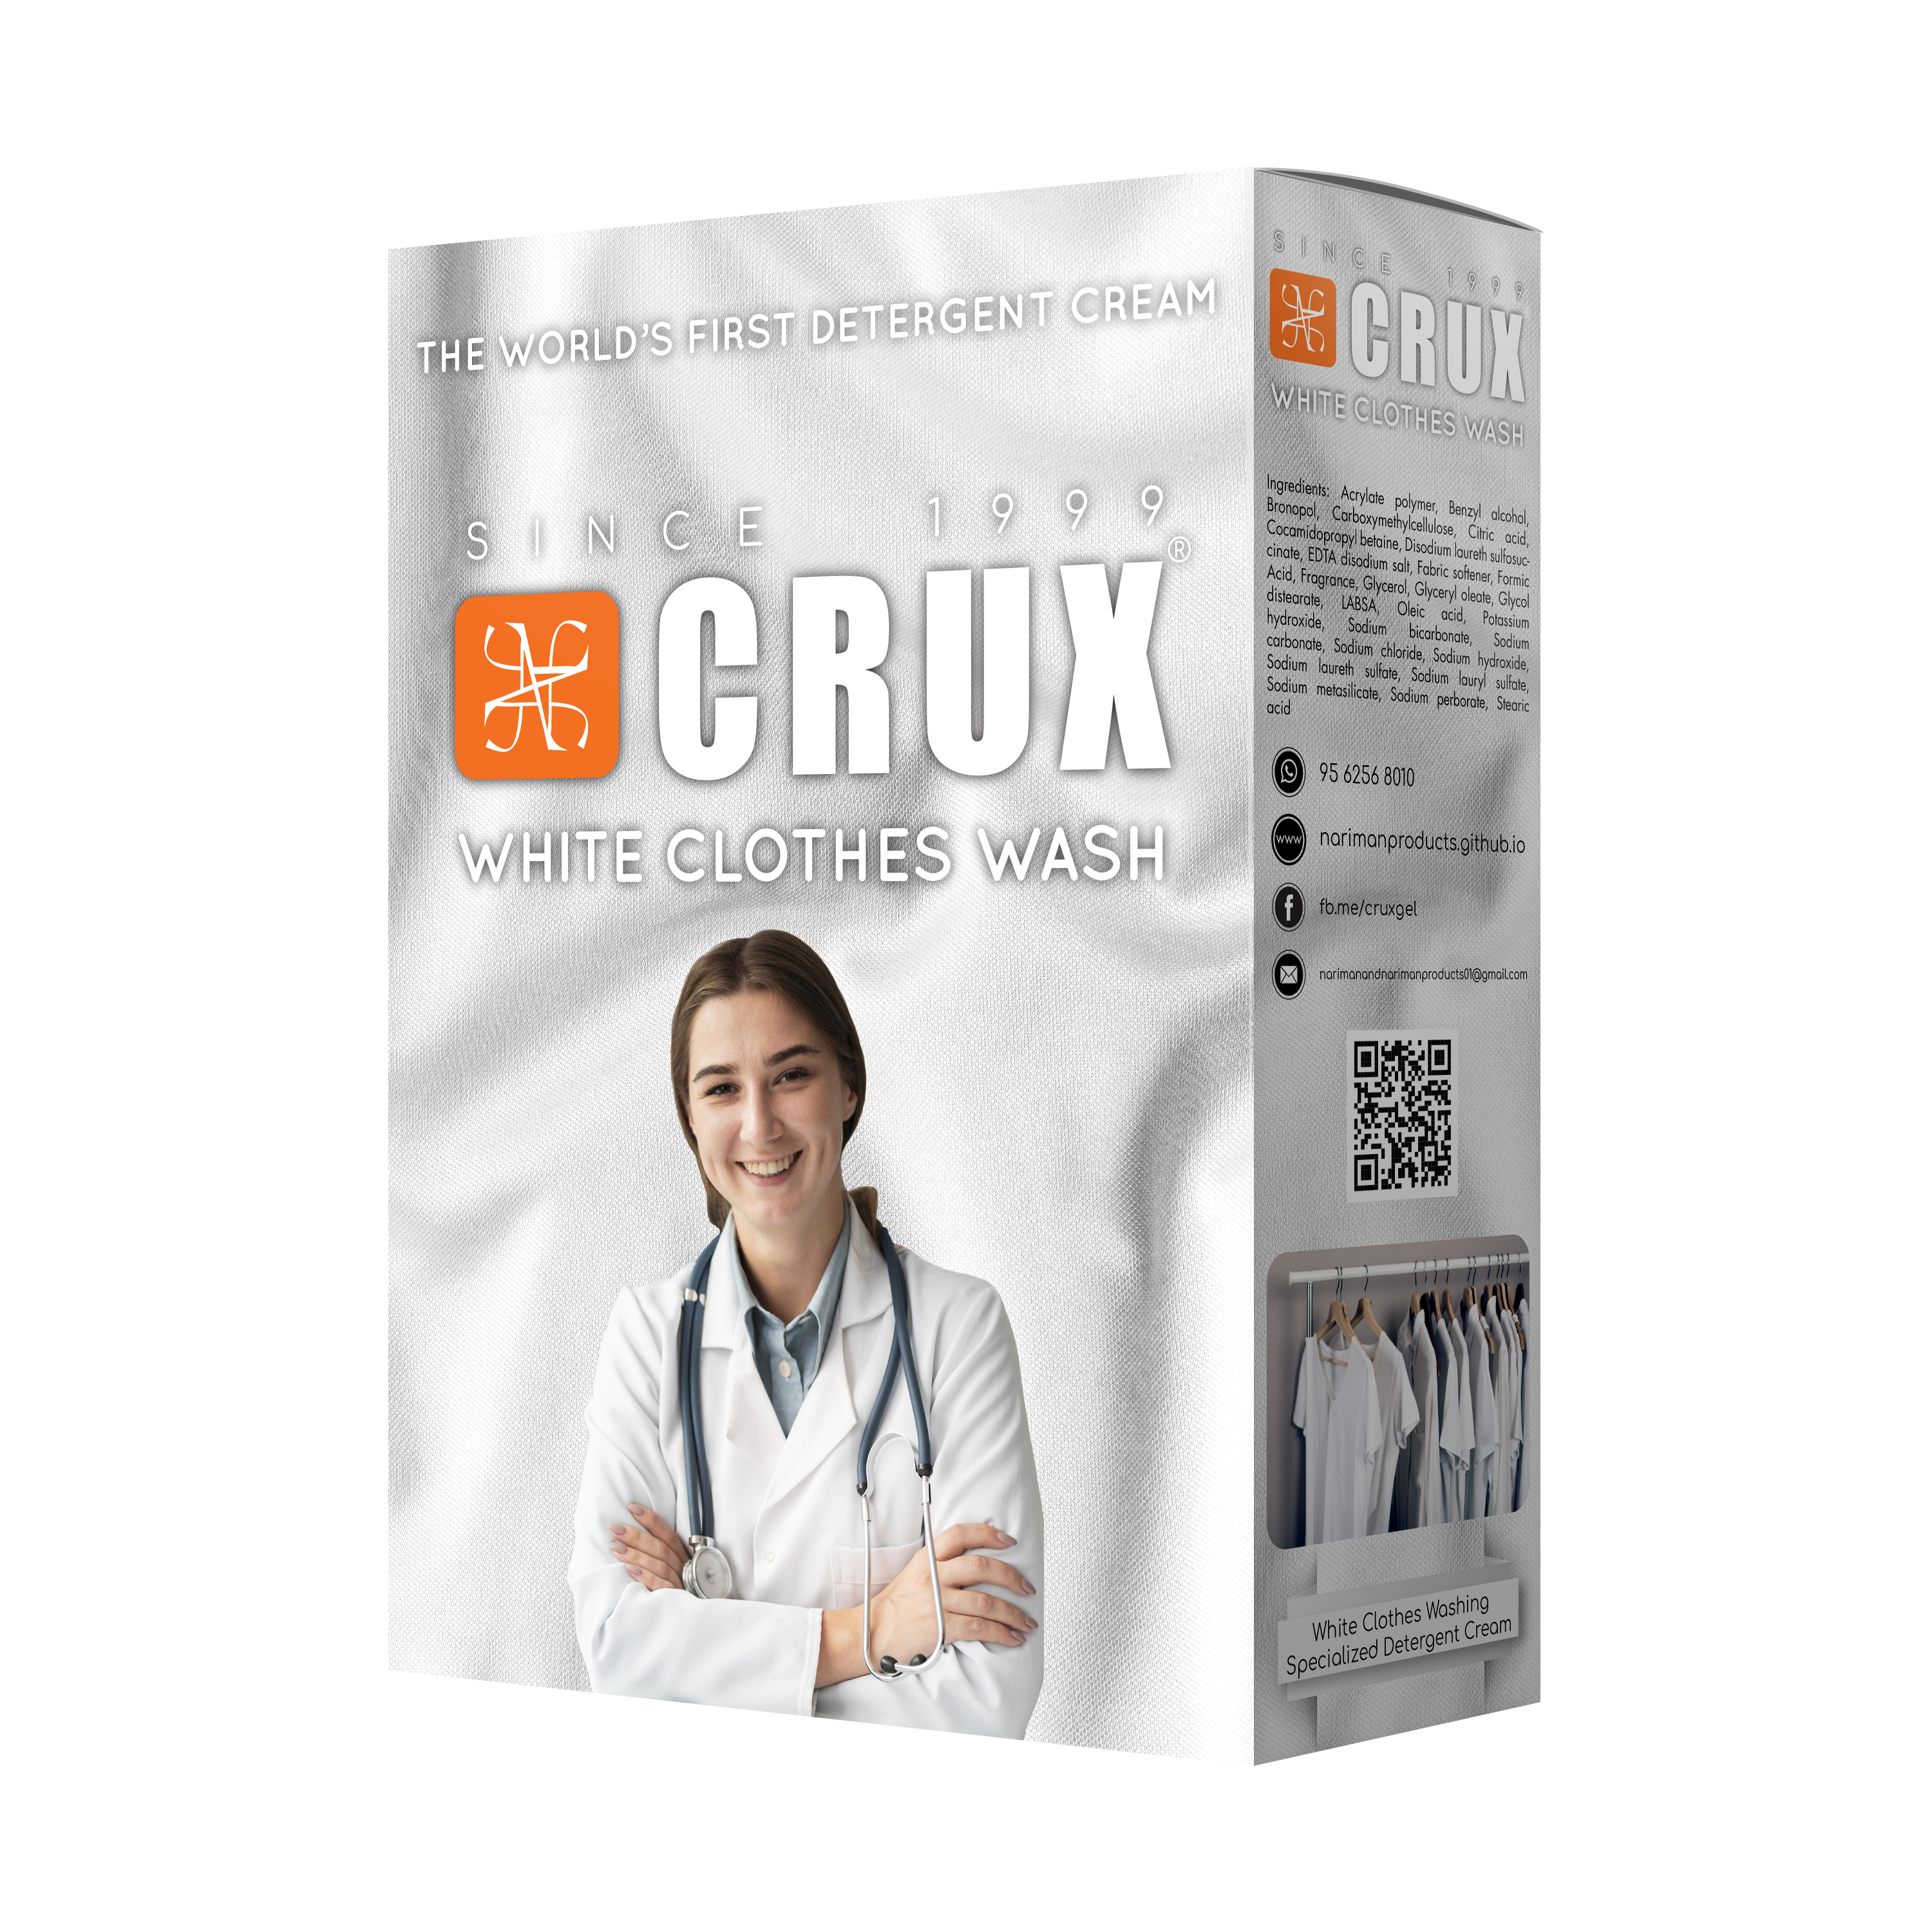 THE WORLD'S FIRST DETERGENT CREAM
SINCE 1999
CRUX®
WHITE CLOTHES WASH
SINCE 1999
CRUX
WHITE CLOTHES WASH
Ingredients: Acrylate polymer, Benzyl alcohol,
Bronopol, Carboxymethylcellulose, Citric acid,
Cocamidopropyl betaine, Disodium laureth sulfosuc-
cinate, EDTA disodium salt, Fabric softener, Formic
Acid, Fragrance, Glycerol, Glyceryl oleate, Glycol
distearate, LABSA, Oleic acid, Potassium
hydroxide, Sodium bicarbonate, Sodium
carbonate, Sodium chloride, Sodium hydroxide,
Sodium laureth sulfate, Sodium lauryl sulfate,
Sodium metasilicate, Sodium perborate, Stearic
acid
95 6256 8010
www narimanproducts.github.io
fb.me/cruxgel
narimanandnarimanproducts01@gmail.com
White Clothes Washing
Specialized Detergent Cream